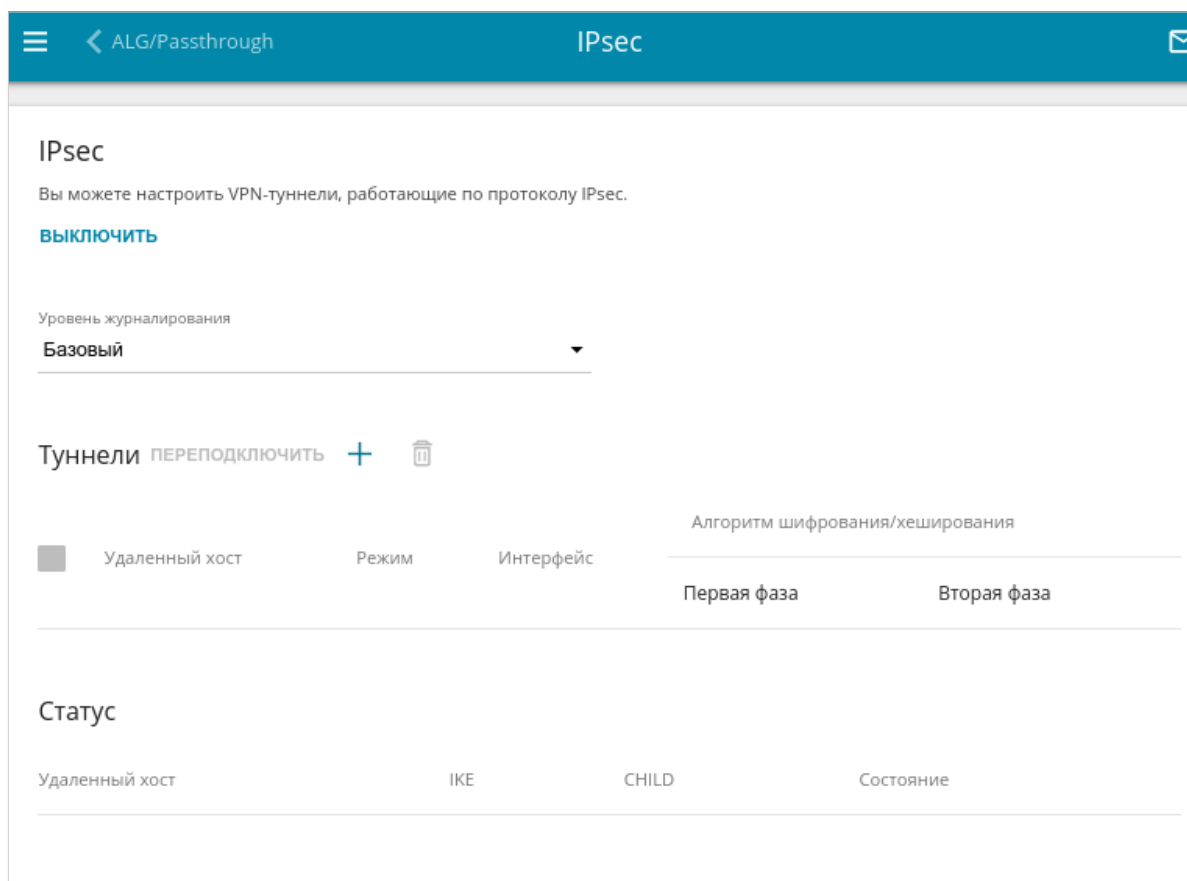 ALG/Passthrough
IPsec
IPsec
Вы можете настроить VPN-туннели, работающие по протоколу IPsec.
ВЫКЛЮЧИТЬ
Уровень журналирования
Базовый
Туннели ПЕРЕПОДКЛЮЧИТЬ
Алгоритм шифрования/хеширования
Удаленный хост Режим Интерфейс
Первая фаза Вторая фаза
Статус
Удаленный хост IKE CHILD Состояние